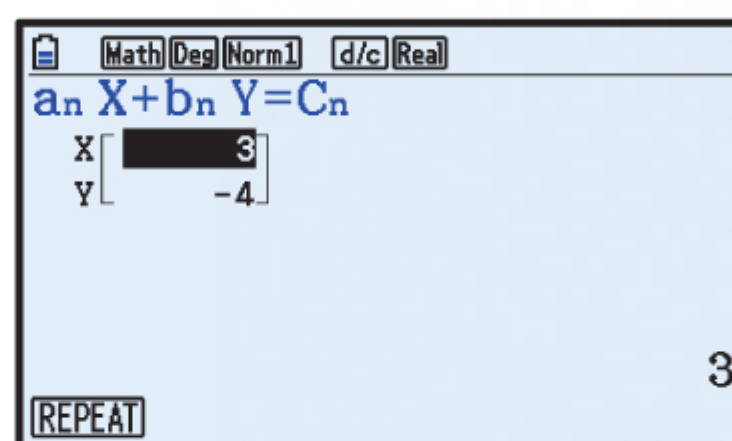 Math Deg Norm1 d/c Real
an X+bn Y=Cn
X 3
Y -4
3
REPEAT